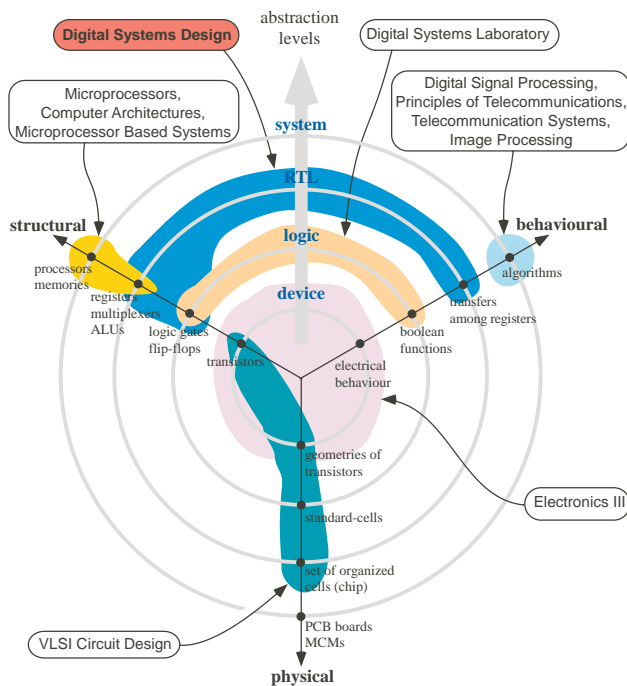 abstraction
levels
Digital Systems Design
Digital Systems Laboratory
Microprocessors,
Computer Architectures,
Microprocessor Based Systems
Digital Signal Processing,
Principles of Telecommunications,
Telecommunication Systems,
Image Processing
system
RTL
structural
behavioural
logic
processors
memories
algorithms
device
registers
multiplexers
ALUs
transfers
among registers
logic gates
flip-flops
boolean
functions
transistors
electrical
behaviour
geometries of
transistors
Electronics III
standard-cells
set of organized
cells (chip)
PCB boards
MCMs
VLSI Circuit Design
physical